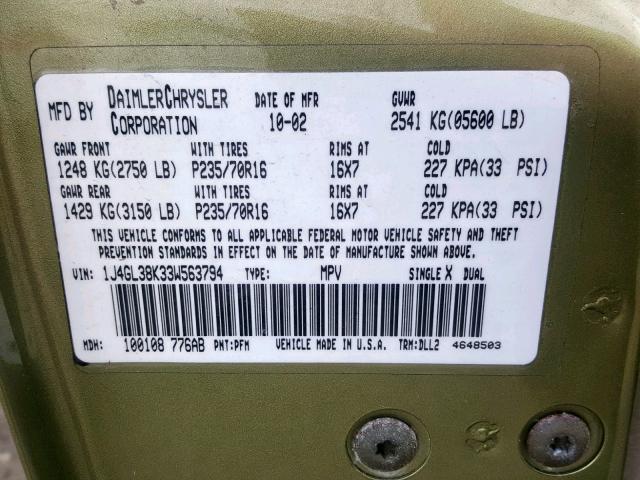 MFD BY DAIMLERCHRYSLER CORPORATION DATE OF MFR 10-02 GVWR 2541 KG(05600 LB)
GAWR FRONT WITH TIRES RIMS AT COLD
1248 KG(2750 LB) P235/70R16 16X7 227 KPA(33 PSI)
GAWR REAR WITH TIRES RIMS AT COLD
1429 KG(3150 LB) P235/70R16 16X7 227 KPA(33 PSI)
THIS VEHICLE CONFORMS TO ALL APPLICABLE FEDERAL MOTOR VEHICLE SAFETY AND THEFT
PREVENTION STANDARDS IN EFFECT ON THE DATE OF MANUFACTURE SHOWN ABOVE.
VIN: 1J4GL38K33W563794 TYPE: MPV SINGLE X DUAL
MDH: 100108 776AB PNT:PFM VEHICLE MADE IN U.S.A. TRM:DLL2 4648503